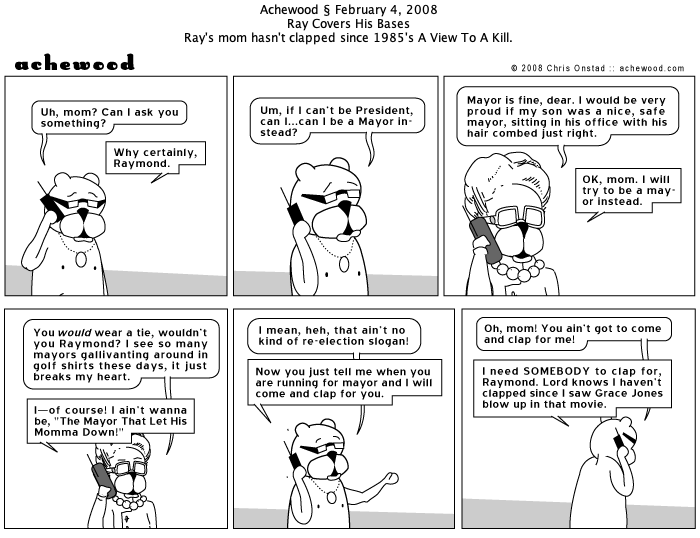 Achewood § February 4, 2008
Ray Covers His Bases
Ray's mom hasn't clapped since 1985's A View To A Kill.
achewood
© 2008 Chris Onstad :: achewood.com
Uh, mom? Can I ask you
something?
Why certainly,
Raymond.
Um, if I can't be President,
can I...can I be a Mayor in-
stead?
Mayor is fine, dear. I would be very
proud if my son was a nice, safe
mayor, sitting in his office with his
hair combed just right.
OK, mom. I will
try to be a may-
or instead.
You would wear a tie, wouldn't
you Raymond? I see so many
mayors gallivanting around in
golf shirts these days, it just
breaks my heart.
I—of course! I ain't wanna
be, "The Mayor That Let His
Momma Down!"
I mean, heh, that ain't no
kind of re-election slogan!
Now you just tell me when you
are running for mayor and I will
come and clap for you.
Oh, mom! You ain't got to come
and clap for me!
I need SOMEBODY to clap for,
Raymond. Lord knows I haven't
clapped since I saw Grace Jones
blow up in that movie.